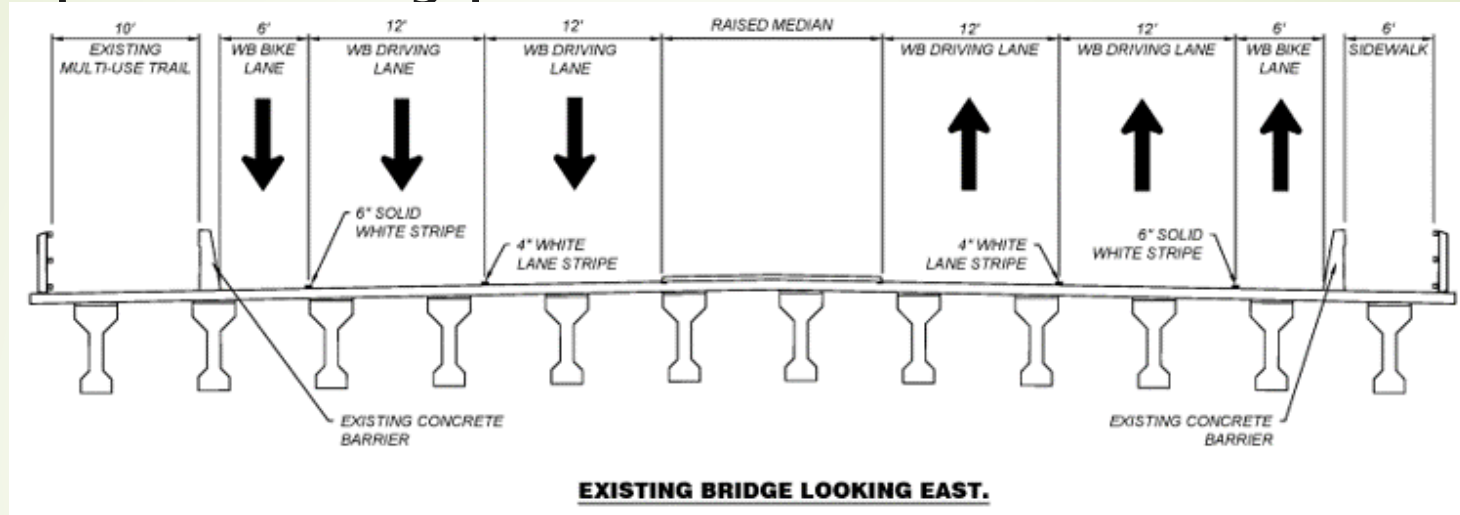 10'
EXISTING
MULTI-USE TRAIL
6'
WB BIKE
LANE
12'
WB DRIVING
LANE
12'
WB DRIVING
LANE
RAISED MEDIAN
12'
WB DRIVING LANE
12'
WB DRIVING LANE
6'
WB BIKE
LANE
6'
SIDEWALK
6" SOLID
WHITE STRIPE
4" WHITE
LANE STRIPE
4" WHITE
LANE STRIPE
6" SOLID
WHITE STRIPE
EXISTING CONCRETE
BARRIER
EXISTING CONCRETE
BARRIER
EXISTING BRIDGE LOOKING EAST.